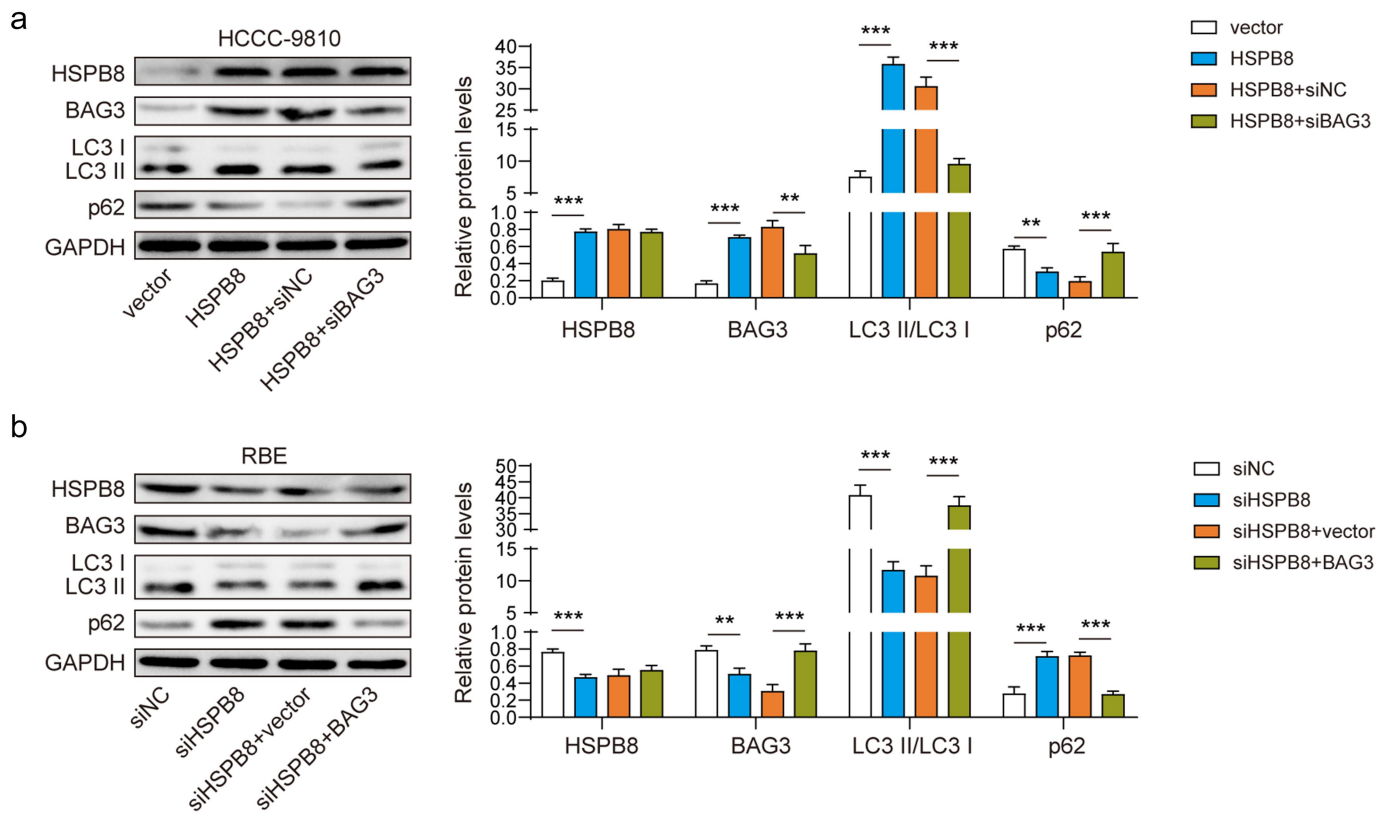 a
HCCC-9810
HSPB8
BAG3
LC3 I
LC3 II
p62
GAPDH
vector
HSPB8
HSPB8+siNC
HSPB8+siBAG3
Relative protein levels
40
35
30
25
15
10
5
1.0
0.8
0.6
0.4
0.2
0.0
***
***
**
***
***
**
***
HSPB8
BAG3
LC3 II/LC3 I
p62
vector
HSPB8
HSPB8+siNC
HSPB8+siBAG3
b
RBE
HSPB8
BAG3
LC3 I
LC3 II
p62
GAPDH
siNC
siHSPB8
siHSPB8+vector
siHSPB8+BAG3
Relative protein levels
50
45
40
35
30
15
10
5
1.0
0.8
0.6
0.4
0.2
0.0
***
**
***
***
***
***
***
HSPB8
BAG3
LC3 II/LC3 I
p62
siNC
siHSPB8
siHSPB8+vector
siHSPB8+BAG3